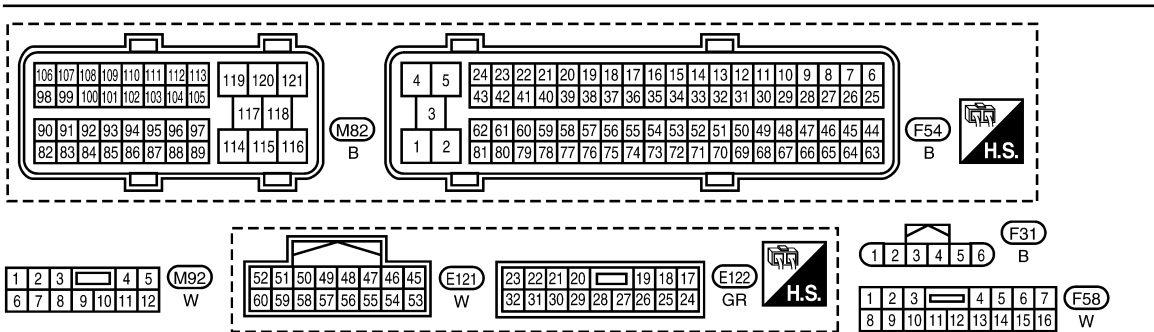 106 107 108 109 110 111 112 113
98 99 100 101 102 103 104 105
90 91 92 93 94 95 96 97
82 83 84 85 86 87 88 89
119 120 121
117 118
114 115 116
M82
B
4 5
3
1 2
24 23 22 21 20 19 18 17 16 15 14 13 12 11 10 9 8 7 6
43 42 41 40 39 38 37 36 35 34 33 32 31 30 29 28 27 26 25
62 61 60 59 58 57 56 55 54 53 52 51 50 49 48 47 46 45 44
81 80 79 78 77 76 75 74 73 72 71 70 69 68 67 66 65 64 63
F54
B
H.S.
1 2 3 4 5
6 7 8 9 10 11 12
M92
W
52 51 50 49 48 47 46 45
60 59 58 57 56 55 54 53
E121
W
23 22 21 20 19 18 17
32 31 30 29 28 27 26 25 24
E122
GR
H.S.
1 2 3 4 5 6
F31
B
1 2 3 4 5 6 7
8 9 10 11 12 13 14 15 16
F58
W